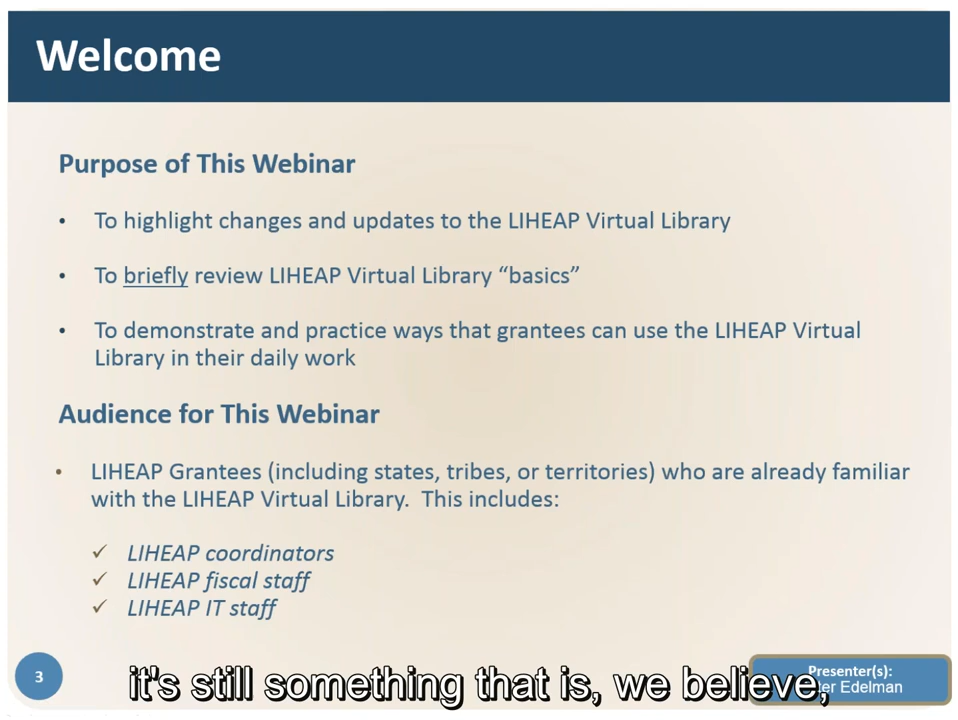 Welcome
Purpose of This Webinar
• To highlight changes and updates to the LIHEAP Virtual Library
• To briefly review LIHEAP Virtual Library “basics”
• To demonstrate and practice ways that grantees can use the LIHEAP Virtual
Library in their daily work
Audience for This Webinar
• LIHEAP Grantees (including states, tribes, or territories) who are already familiar
with the LIHEAP Virtual Library. This includes:
✓ LIHEAP coordinators
✓ LIHEAP fiscal staff
✓ LIHEAP IT staff
3
it's still something that is, we believe,
Presenter(s):
Edelman